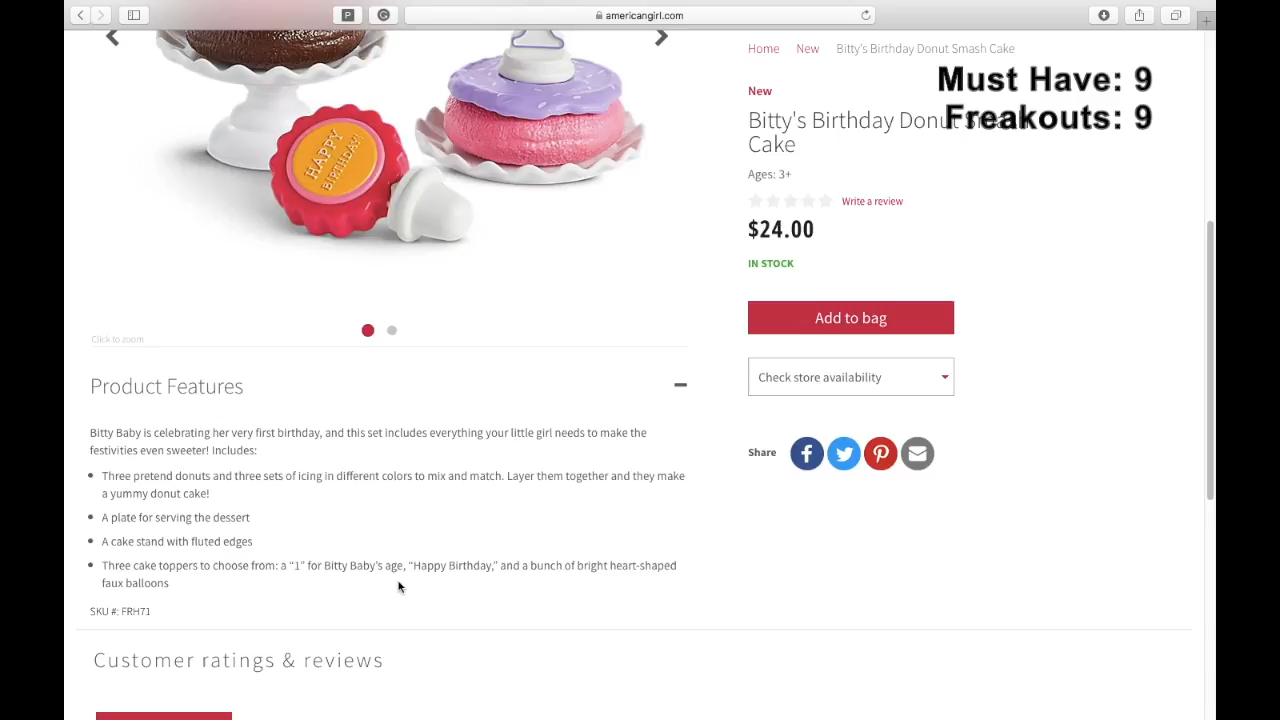 americangirl.com
Home New Bitty's Birthday Donut Smash Cake
Must Have: 9
Freakouts: 9
New
Bitty's Birthday Donut Smash
Cake
Ages: 3+
Write a review
$24.00
IN STOCK
Add to bag
Check store availability
Share
HAPPY
BIRTHDAY!
Click to zoom
Product Features
Bitty Baby is celebrating her very first birthday, and this set includes everything your little girl needs to make the
festivities even sweeter! Includes:
Three pretend donuts and three sets of icing in different colors to mix and match. Layer them together and they make
a yummy donut cake!
A plate for serving the dessert
A cake stand with fluted edges
Three cake toppers to choose from: a “1” for Bitty Baby’s age, “Happy Birthday,” and a bunch of bright heart-shaped
faux balloons
SKU #: FRH71
Customer ratings & reviews